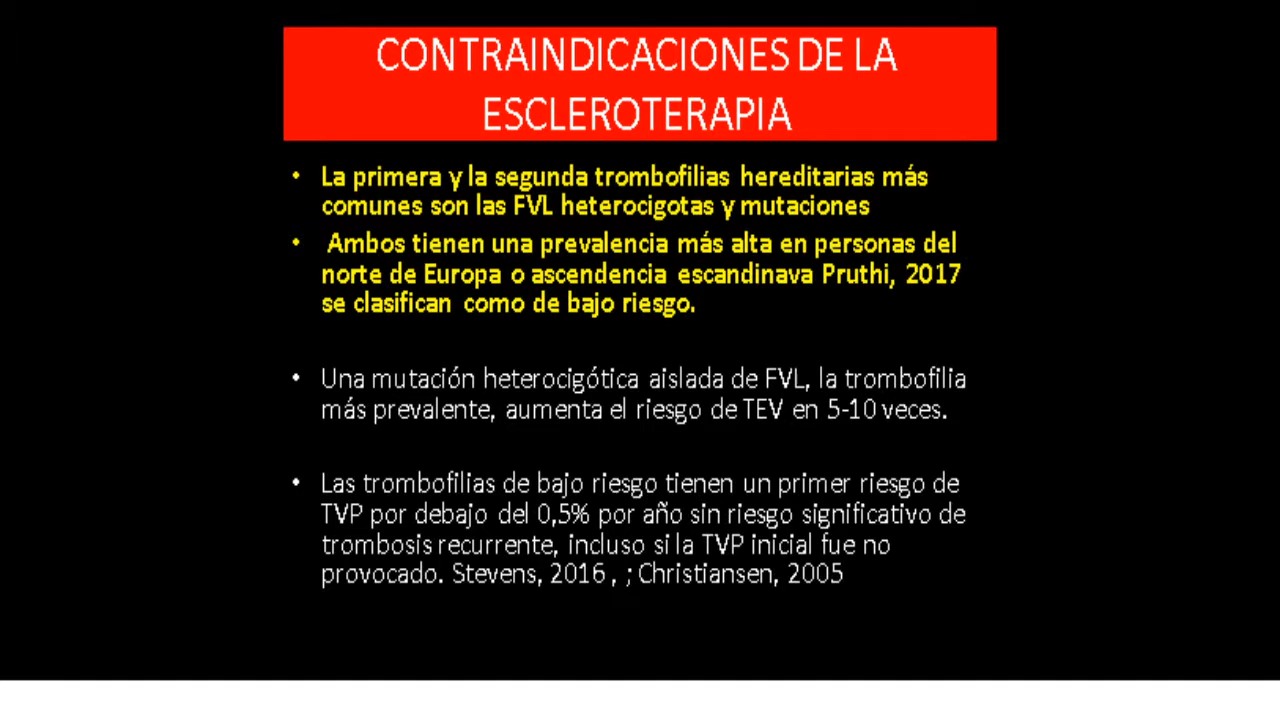 CONTRAINDICACIONES DE LA
ESCLEROTERAPIA
• La primera y la segunda trombofilias hereditarias más
comunes son las FVL heterocigotas y mutaciones
• Ambos tienen una prevalencia más alta en personas del
norte de Europa o ascendencia escandinava Pruthi, 2017
se clasifican como de bajo riesgo.
• Una mutación heterocigótica aislada de FVL, la trombofilia
más prevalente, aumenta el riesgo de TEV en 5-10 veces.
• Las trombofilias de bajo riesgo tienen un primer riesgo de
TVP por debajo del 0,5% por año sin riesgo significativo de
trombosis recurrente, incluso si la TVP inicial fue no
provocado. Stevens, 2016 , ; Christiansen, 2005